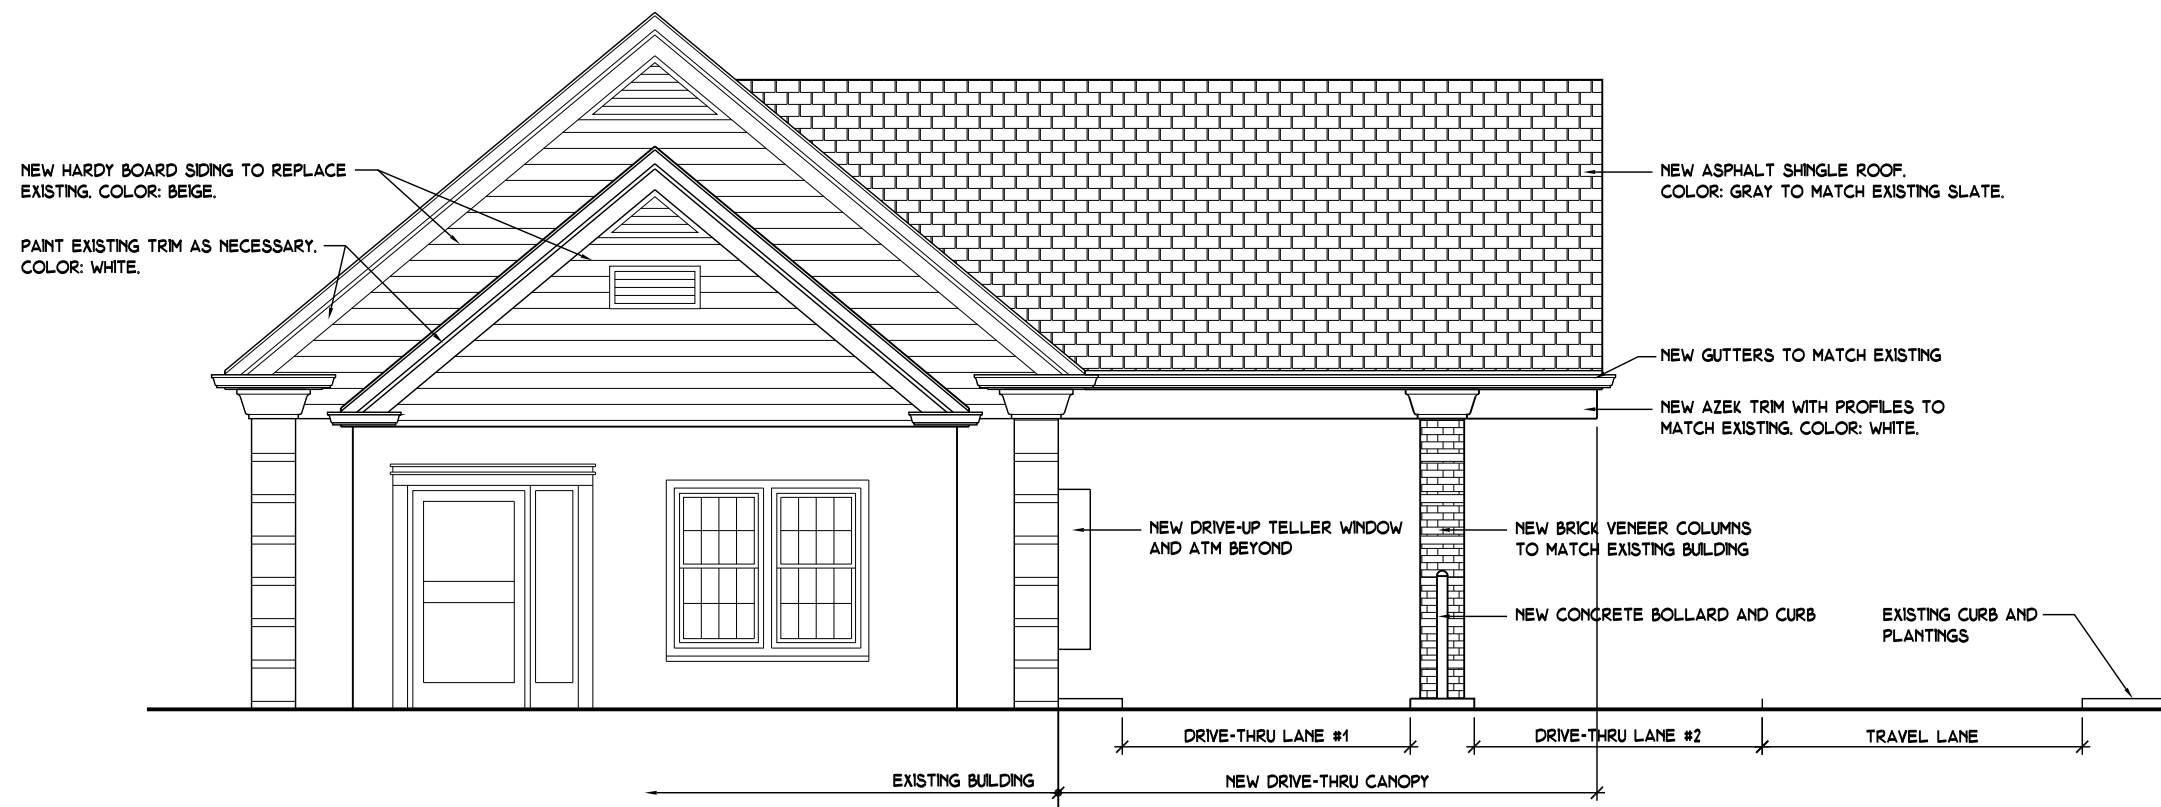 NEW HARDY BOARD SIDING TO REPLACE
EXISTING. COLOR: BEIGE.
PAINT EXISTING TRIM AS NECESSARY.
COLOR: WHITE.
NEW ASPHALT SHINGLE ROOF.
COLOR: GRAY TO MATCH EXISTING SLATE.
NEW GUTTERS TO MATCH EXISTING
NEW AZEK TRIM WITH PROFILES TO
MATCH EXISTING. COLOR: WHITE.
NEW DRIVE-UP TELLER WINDOW
AND ATM BEYOND
NEW BRICK VENEER COLUMNS
TO MATCH EXISTING BUILDING
NEW CONCRETE BOLLARD AND CURB
EXISTING CURB AND
PLANTINGS
DRIVE-THRU LANE #1
DRIVE-THRU LANE #2
TRAVEL LANE
EXISTING BUILDING
NEW DRIVE-THRU CANOPY